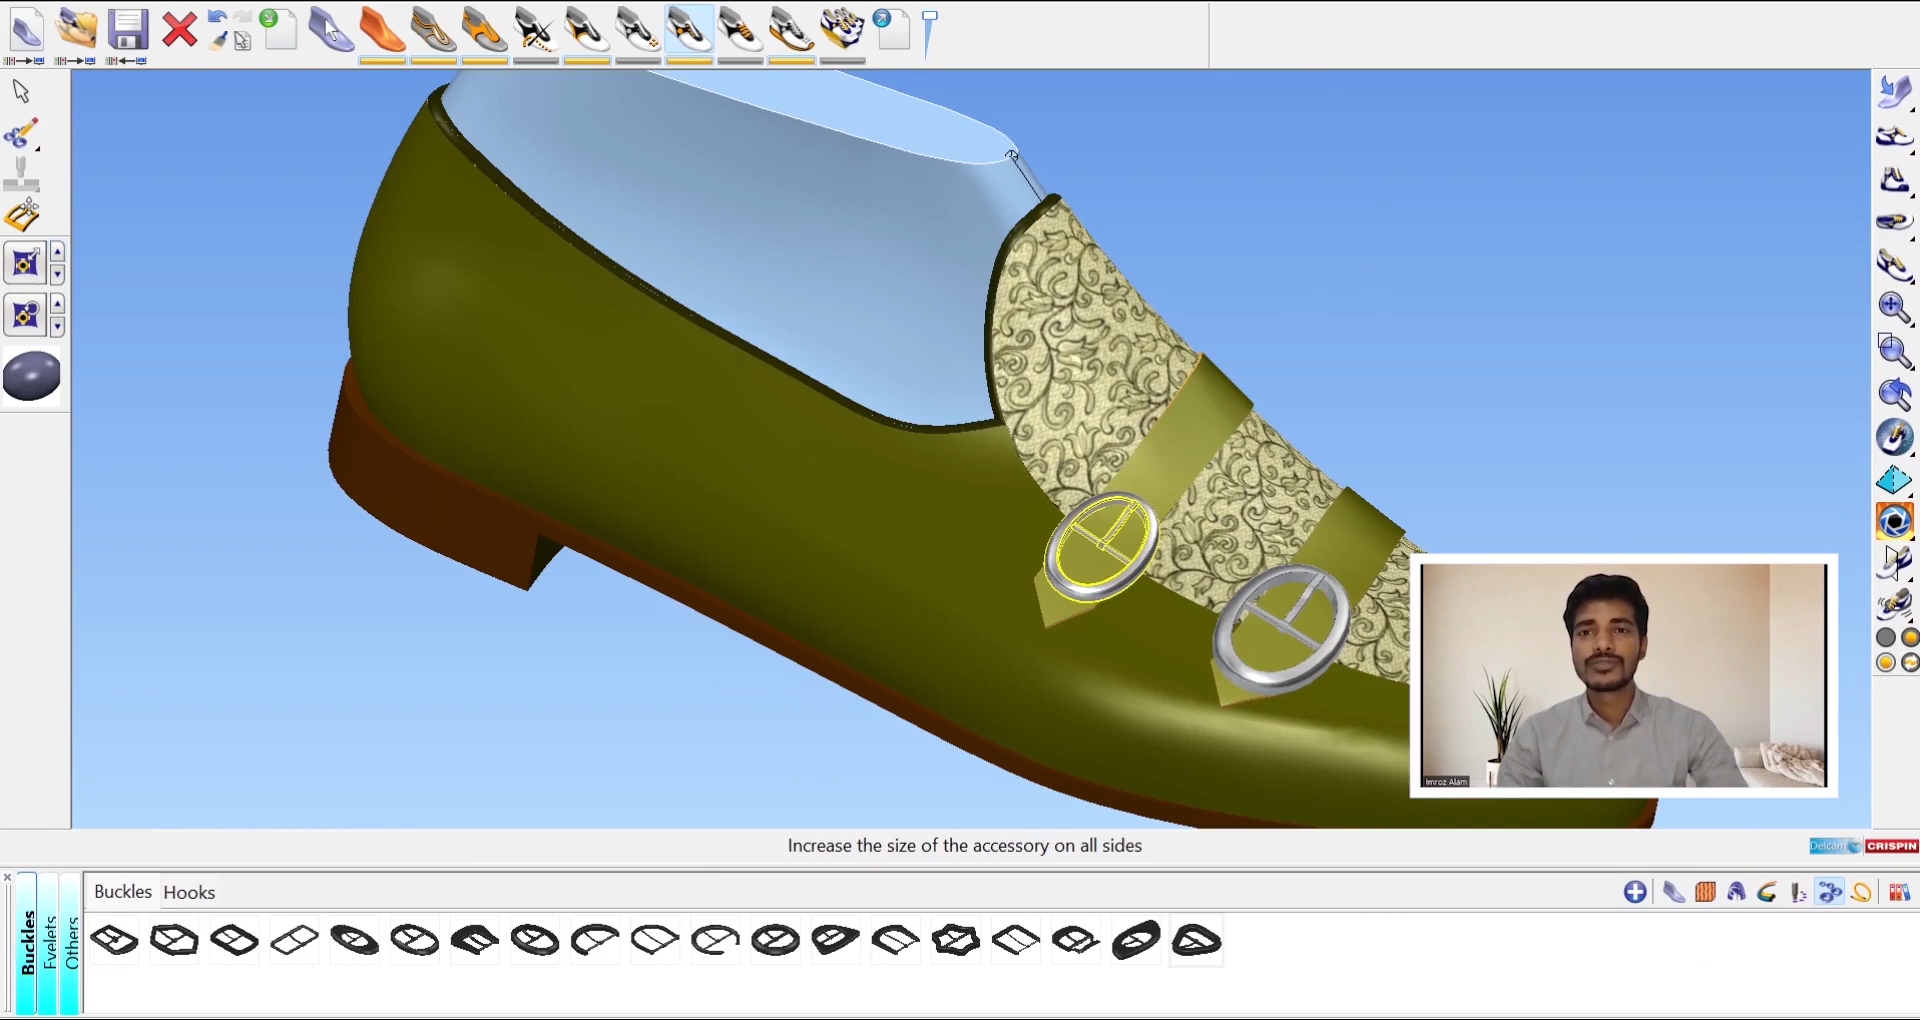 Imroz Alam
Increase the size of the accessory on all sides
Delcam
CRISPIN
Buckles
Hooks
Buckles
Eyelets
Others